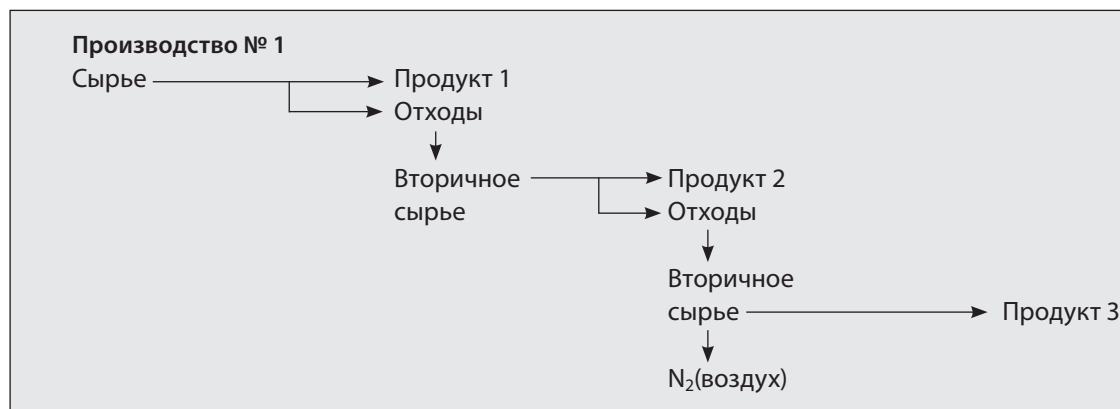 Производство № 1
Сырье
Продукт 1
Отходы
Вторичное
сырье
Продукт 2
Отходы
Вторичное
сырье
Продукт 3
N₂(воздух)